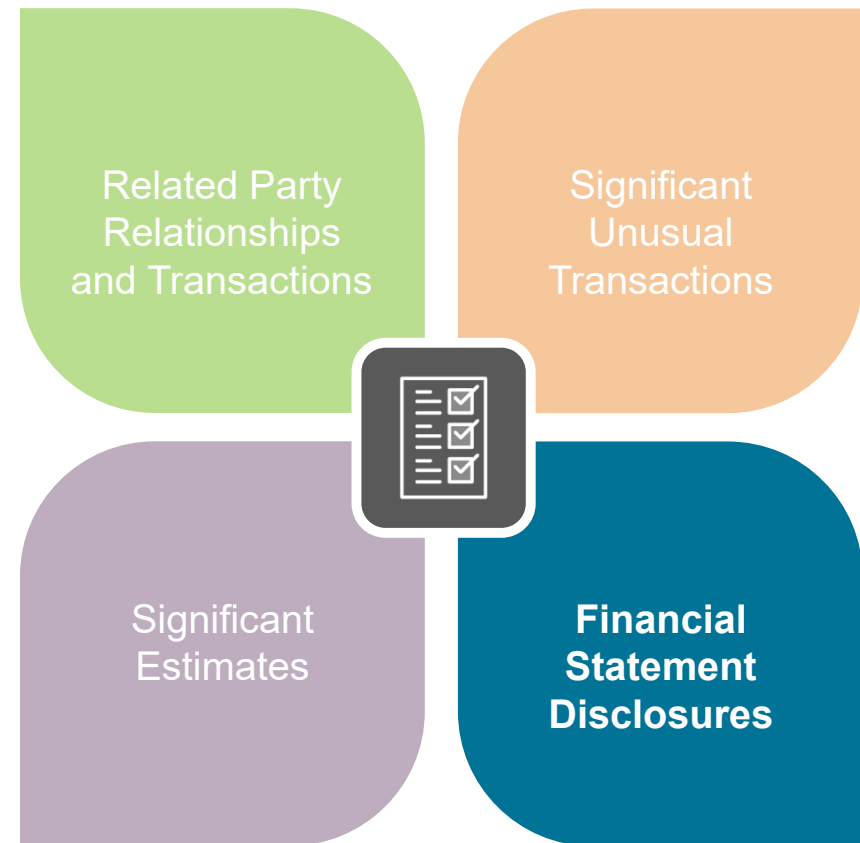 Related Party
Relationships
and Transactions
Significant
Unusual
Transactions
Significant
Estimates
Financial
Statement
Disclosures